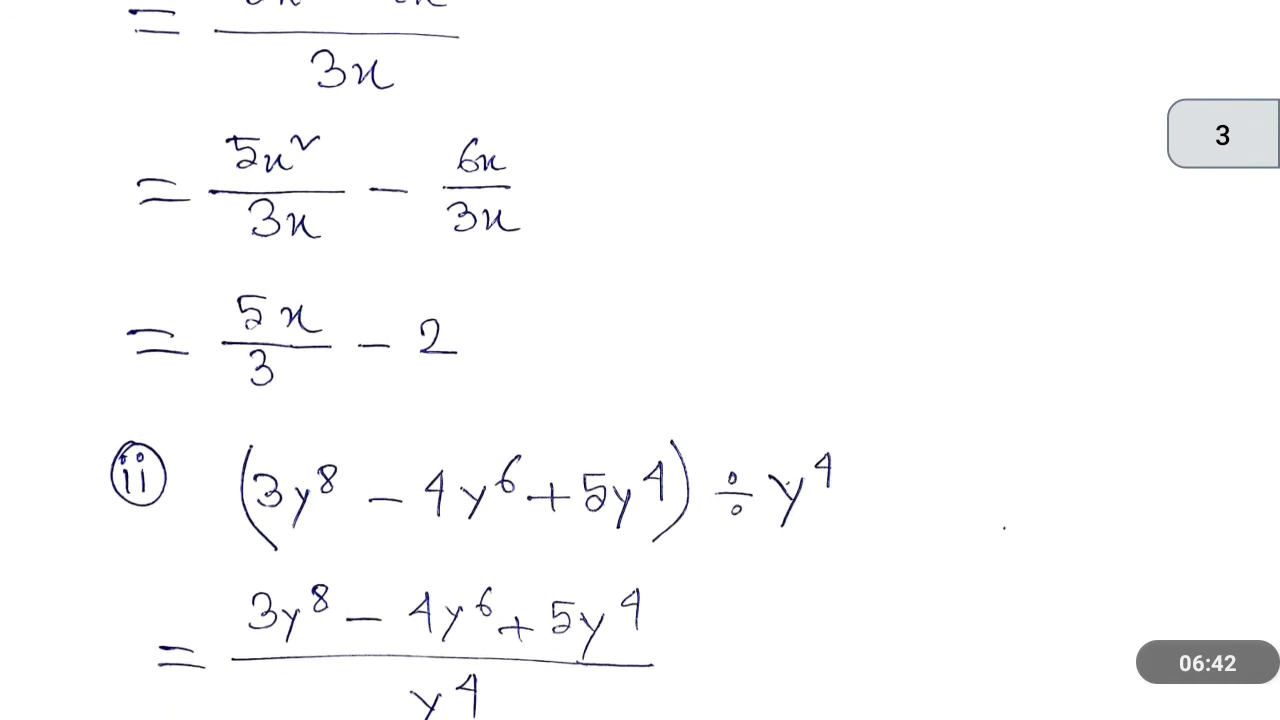 = 3x
= 5x² / 3x − 6x / 3x
3
= 5x / 3 − 2
(ii) (3y⁸ − 4y⁶ + 5y⁴) ÷ y⁴
= 3y⁸ − 4y⁶ + 5y⁴ / y⁴
06:42